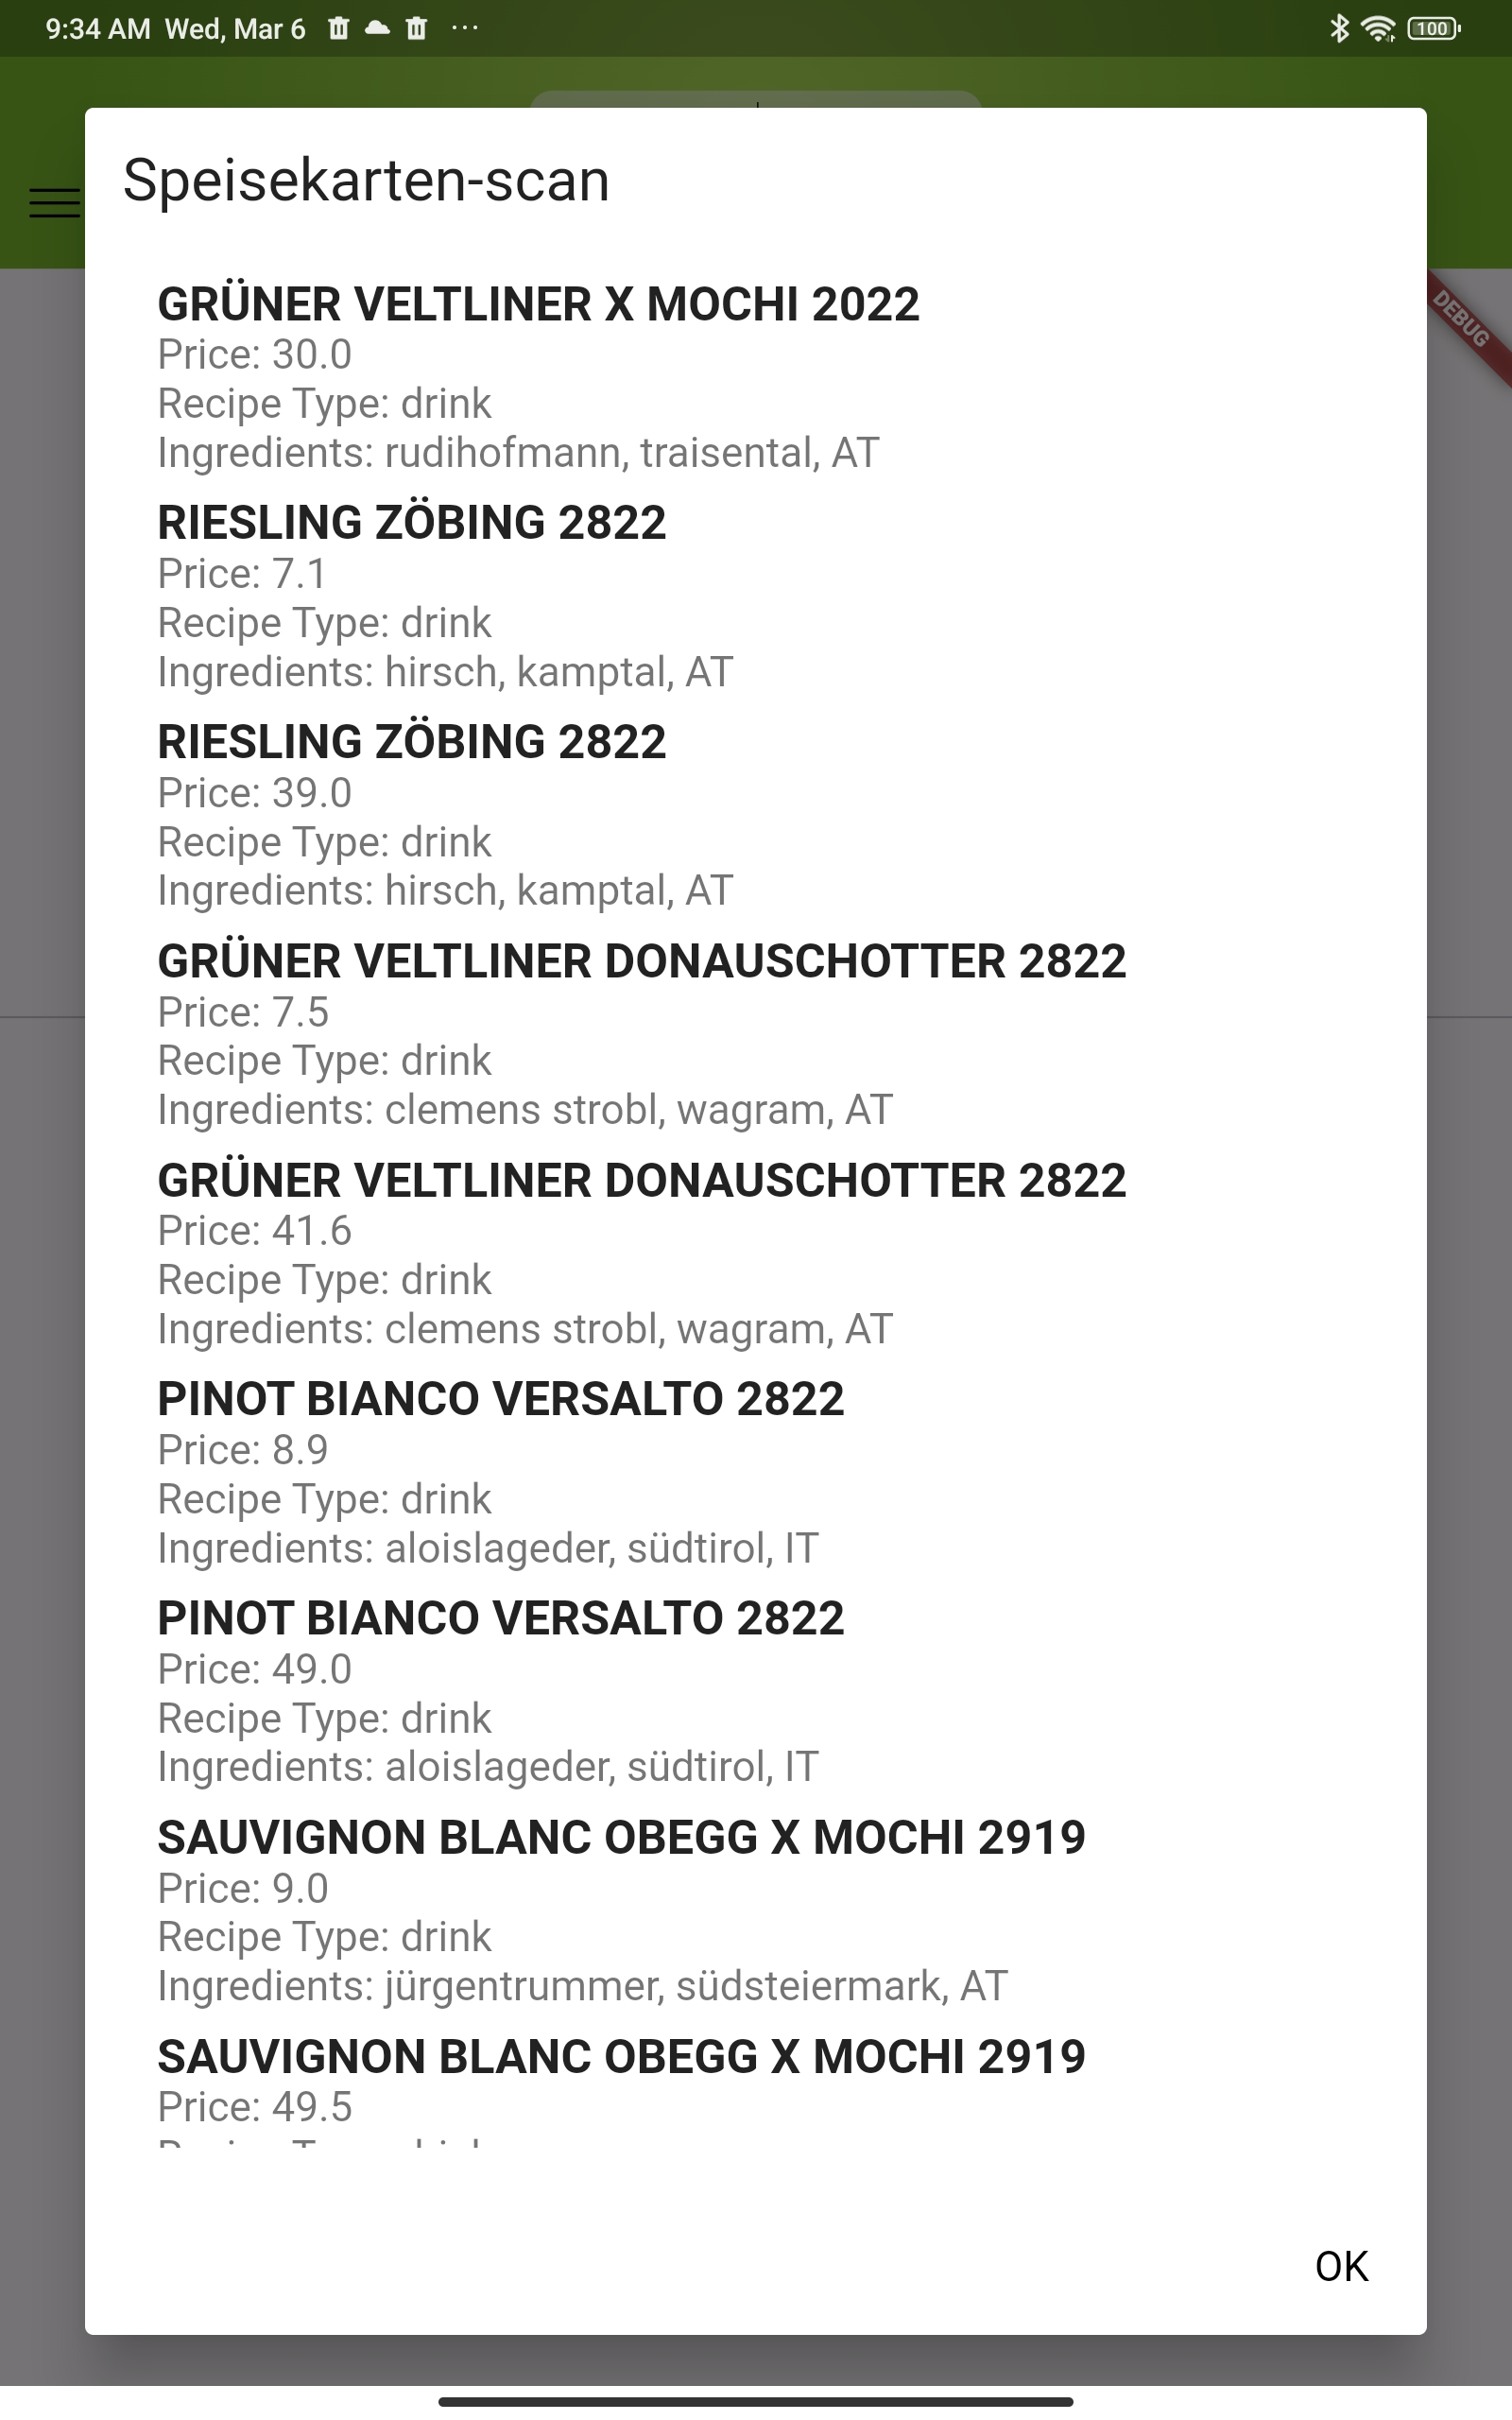 9:34 AM Wed, Mar 6 ... 100
Speisekarten-scan
DEBUG
GRÜNER VELTLINER X MOCHI 2022
Price: 30.0
Recipe Type: drink
Ingredients: rudihofmann, traisental, AT
RIESLING ZÖBING 2822
Price: 7.1
Recipe Type: drink
Ingredients: hirsch, kamptal, AT
RIESLING ZÖBING 2822
Price: 39.0
Recipe Type: drink
Ingredients: hirsch, kamptal, AT
GRÜNER VELTLINER DONAUSCHOTTER 2822
Price: 7.5
Recipe Type: drink
Ingredients: clemens strobl, wagram, AT
GRÜNER VELTLINER DONAUSCHOTTER 2822
Price: 41.6
Recipe Type: drink
Ingredients: clemens strobl, wagram, AT
PINOT BIANCO VERSALTO 2822
Price: 8.9
Recipe Type: drink
Ingredients: aloislageder, südtirol, IT
PINOT BIANCO VERSALTO 2822
Price: 49.0
Recipe Type: drink
Ingredients: aloislageder, südtirol, IT
SAUVIGNON BLANC OBEGG X MOCHI 2919
Price: 9.0
Recipe Type: drink
Ingredients: jürgentrummer, südsteiermark, AT
SAUVIGNON BLANC OBEGG X MOCHI 2919
Price: 49.5
OK